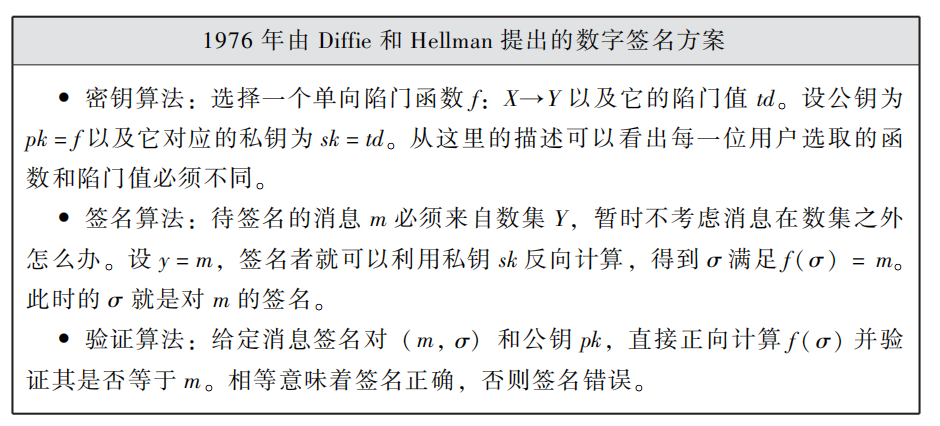 1976 年由 Diffie 和 Hellman 提出的数字签名方案
• 密钥算法：选择一个单向陷门函数 f：X→Y 以及它的陷门值 td。设公钥为
pk = f 以及它对应的私钥为 sk = td。从这里的描述可以看出每一位用户选取的函
数和陷门值必须不同。
• 签名算法：待签名的消息 m 必须来自数集 Y，暂时不考虑消息在数集之外
怎么办。设 y = m，签名者就可以利用私钥 sk 反向计算，得到 σ 满足 f(σ) = m。
此时的 σ 就是对 m 的签名。
• 验证算法：给定消息签名对（m, σ）和公钥 pk，直接正向计算 f(σ) 并验
证其是否等于 m。相等意味着签名正确，否则签名错误。